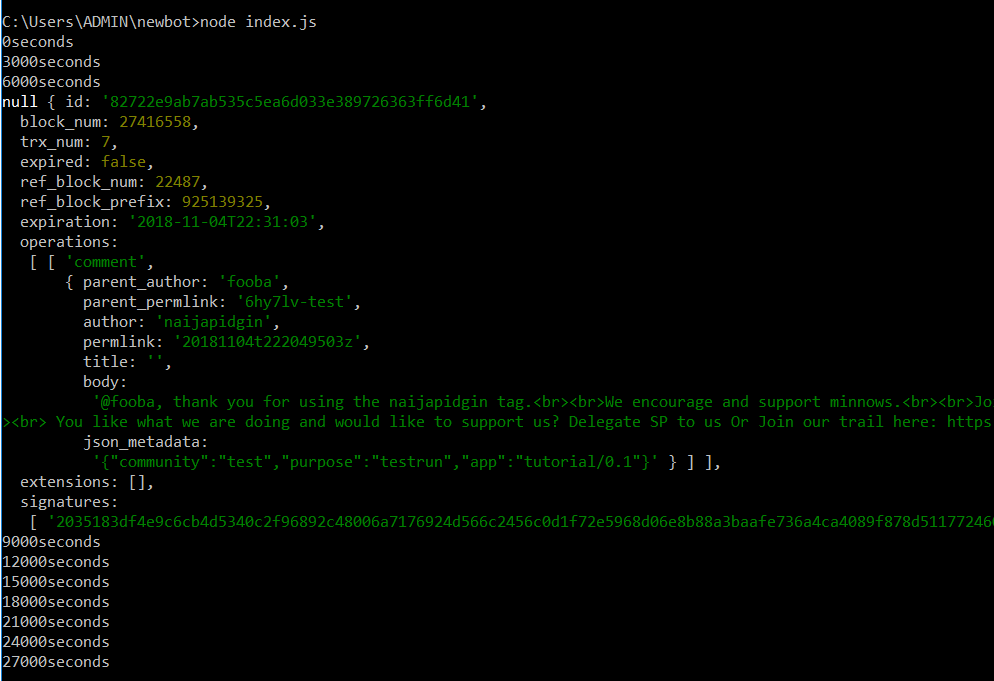 C:\Users\ADMIN\newbot>node index.js
0seconds
3000seconds
6000seconds
null { id: '82722e9ab7ab535c5ea6d033e389726363ff6d41',
block_num: 27416558,
trx_num: 7,
expired: false,
ref_block_num: 22487,
ref_block_prefix: 925139325,
expiration: '2018-11-04T22:31:03',
operations:
[ [ 'comment',
{ parent_author: 'fooba',
parent_permlink: '6hy7lv-test',
author: 'naijapidgin',
permlink: '20181104t222049503z',
title: '',
body:
'@fooba, thank you for using the naijapidgin tag.<br><br>We encourage and support minnows.<br><br>Jo
><br> You like what we are doing and would like to support us? Delegate SP to us Or Join our trail here: https
json_metadata:
'{"community":"test","purpose":"testrun","app":"tutorial/0.1"}' } ] ],
extensions: [],
signatures:
[ '2035183df4e9c6cb4d5340c2f96892c48006a7176924d566c2456c0d1f72e5968d06e8b88a3baafe736a4ca4089f878d511772460
9000seconds
12000seconds
15000seconds
18000seconds
21000seconds
24000seconds
27000seconds